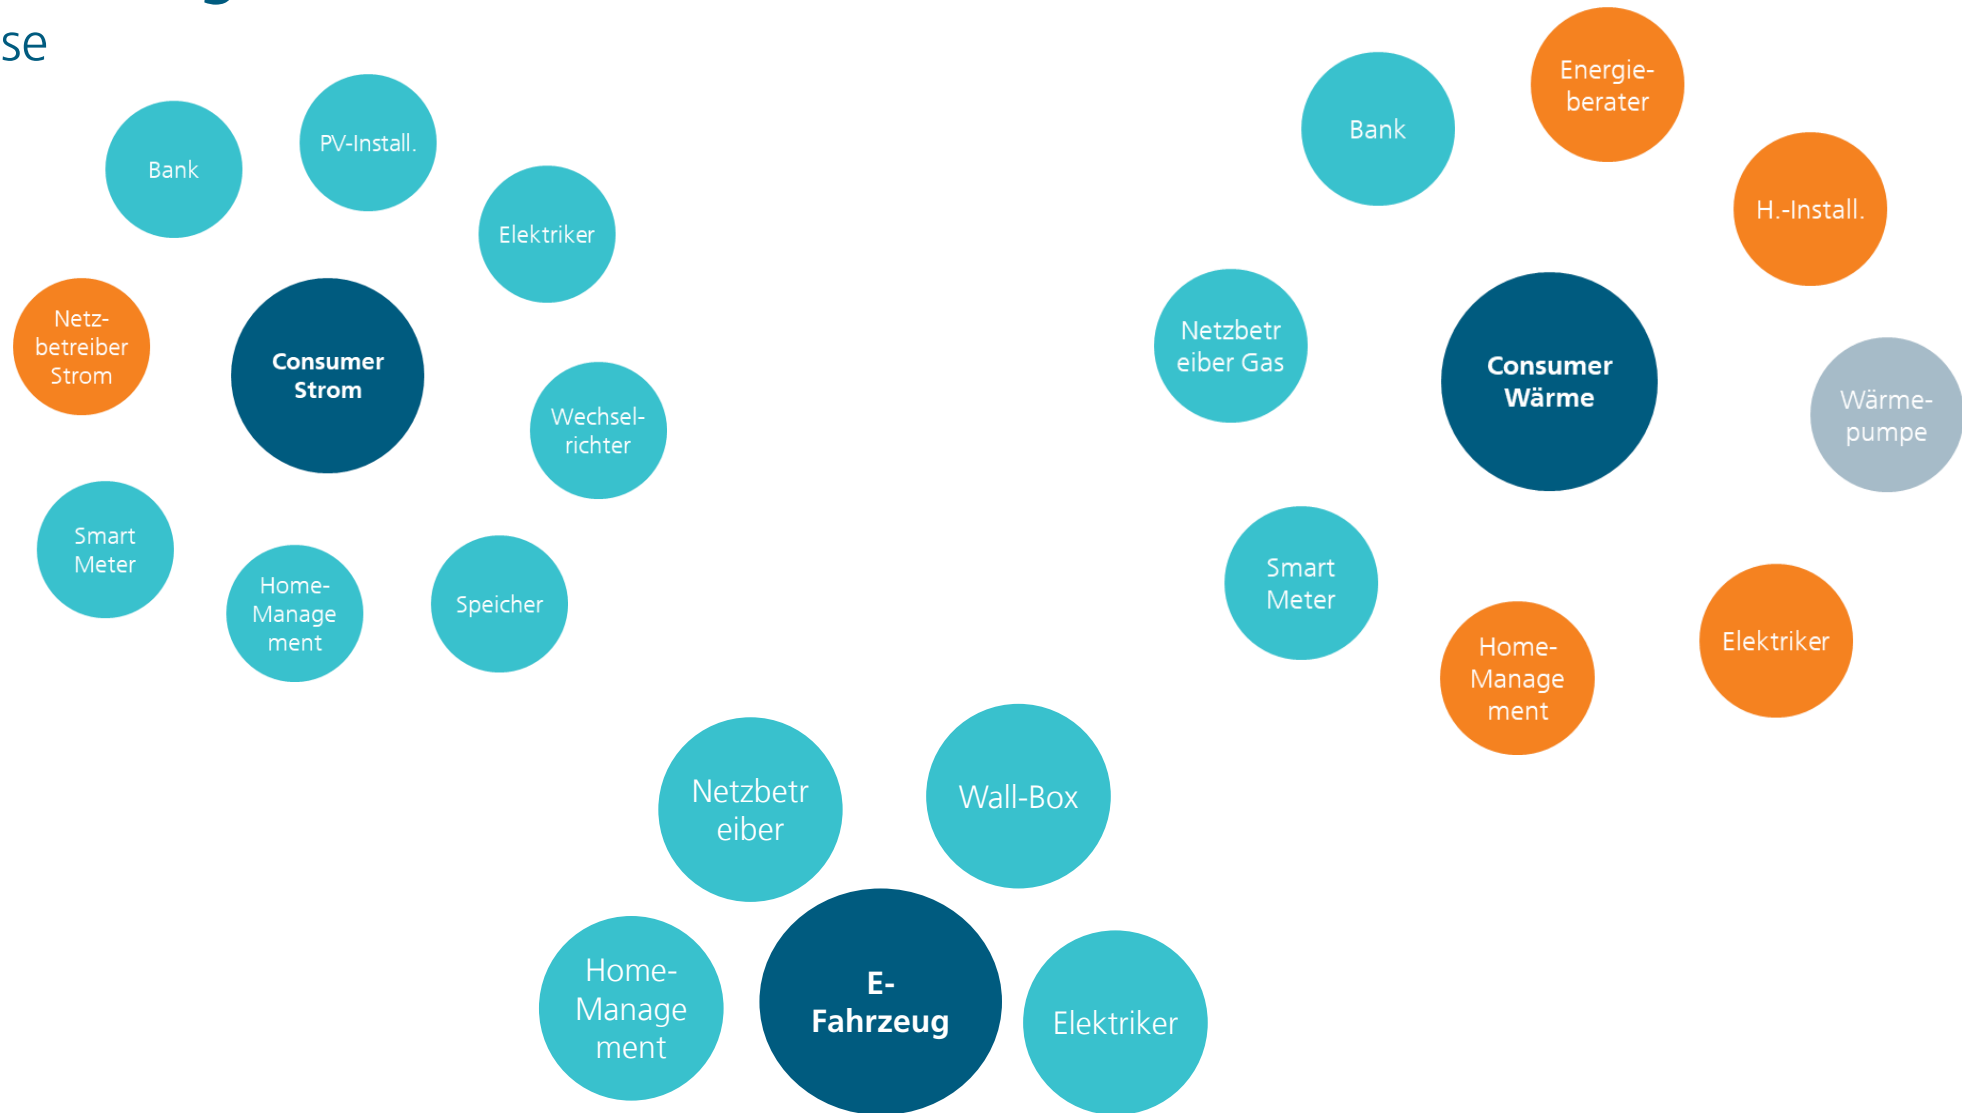 se
Bank
PV-Install.
Elektriker
Netz-
betreiber
Strom
Consumer
Strom
Wechsel-
richter
Smart
Meter
Home-
Manage
ment
Speicher
Bank
Energie-
berater
H.-Install.
Netzbetr
eiber Gas
Consumer
Wärme
Wärme-
pumpe
Smart
Meter
Home-
Manage
ment
Elektriker
Netzbetr
eiber
Wall-Box
Home-
Manage
ment
E-
Fahrzeug
Elektriker